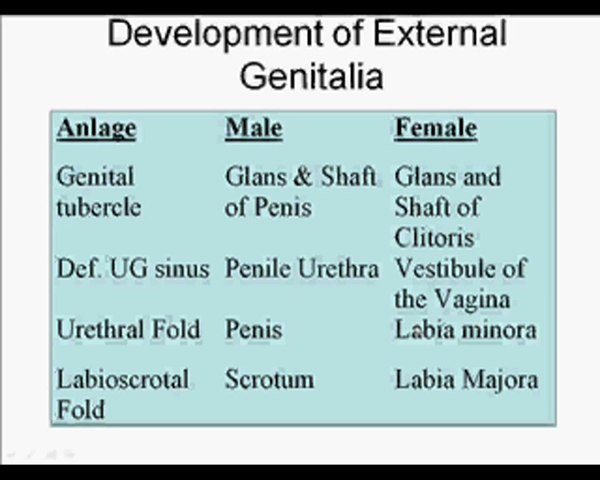 Development of External
Genitalia
Anlage Male Female
Genital tubercle Glans & Shaft of Penis Glans and Shaft of Clitoris
Def. UG sinus Penile Urethra Vestibule of the Vagina
Urethral Fold Penis Labia minora
Labioscrotal Fold Scrotum Labia Majora